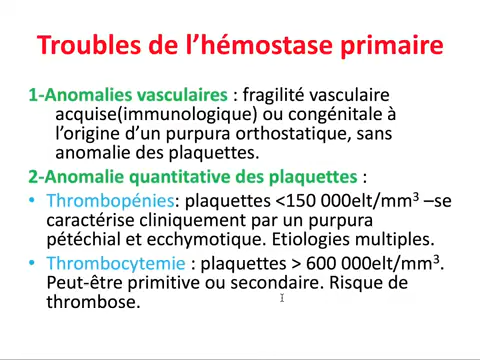 Troubles de l’hémostase primaire
1-Anomalies vasculaires : fragilité vasculaire
acquise(immunologique) ou congénitale à
l’origine d’un purpura orthostatique, sans
anomalie des plaquettes.
2-Anomalie quantitative des plaquettes :
• Thrombopénies: plaquettes <150 000elt/mm³ –se
caractérise cliniquement par un purpura
pétéchial et ecchymotique. Etiologies multiples.
• Thrombocytemie : plaquettes > 600 000elt/mm³.
Peut-être primitive ou secondaire. Risque de
thrombose.